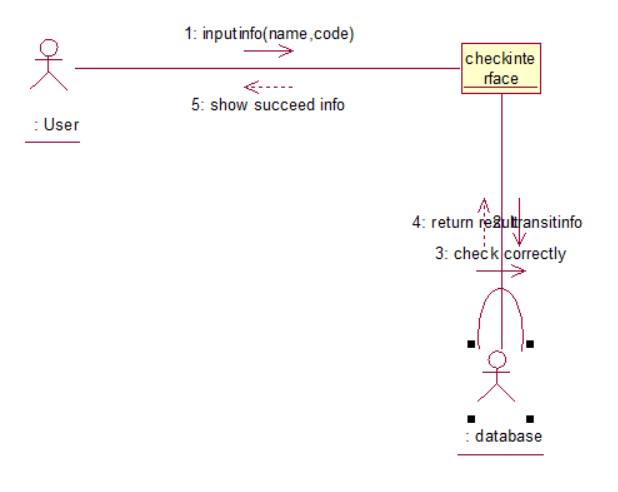 1: inputinfo(name,code)
checkinte
rface
5: show succeed info
: User
4: return result
2: transitinfo
3: check correctly
: database